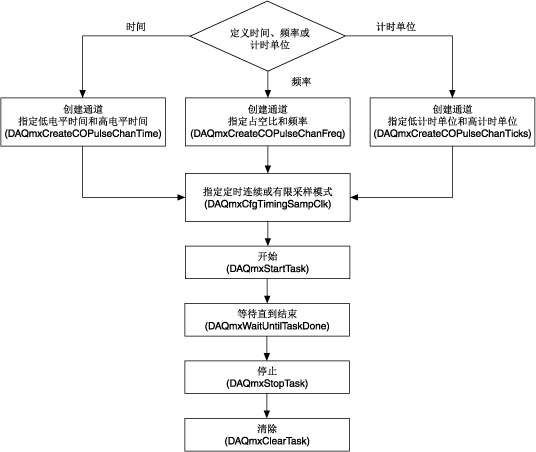 时间
定义时间、频率或
计时单位
计时单位
频率
创建通道
指定低电平时间和高电平时间
(DAQmxCreateCOPulseChanTime)
创建通道
指定占空比和频率
(DAQmxCreateCOPulseChanFreq)
创建通道
指定低计时单位和高计时单位
(DAQmxCreateCOPulseChanTicks)
指定定时连续或有限采样模式
(DAQmxCfgTimingSampClk)
开始
(DAQmxStartTask)
等待直到结束
(DAQmxWaitUntilTaskDone)
停止
(DAQmxStopTask)
清除
(DAQmxClearTask)